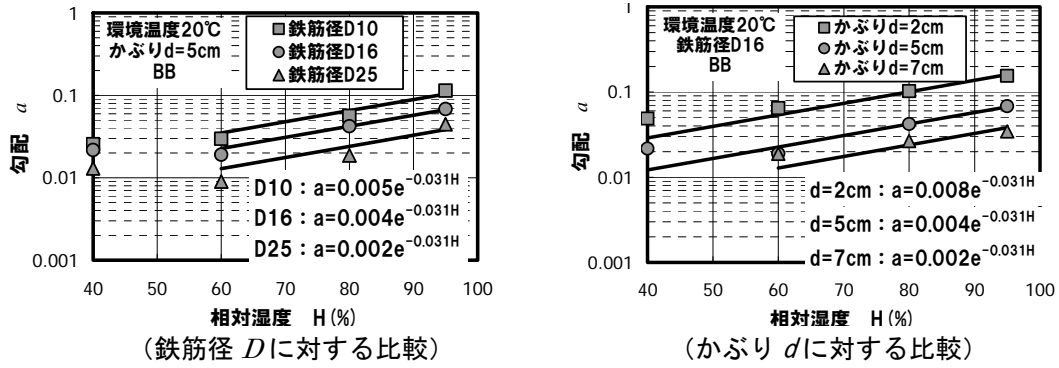 環境温度20℃
かぶりd=5cm
BB
鉄筋径D10
鉄筋径D16
鉄筋径D25
1
0.1
0.01
0.001
勾配 a
D10：a=0.005e^-0.031H
D16：a=0.004e^-0.031H
D25：a=0.002e^-0.031H
40 50 60 70 80 90 100
相対湿度 H(%)
（鉄筋径 Dに対する比較）
環境温度20℃
鉄筋径D16
BB
かぶりd=2cm
かぶりd=5cm
かぶりd=7cm
1
0.1
0.01
0.001
勾配 a
d=2cm：a=0.008e^-0.031H
d=5cm：a=0.004e^-0.031H
d=7cm：a=0.002e^-0.031H
40 50 60 70 80 90 100
相対湿度 H(%)
（かぶり dに対する比較）